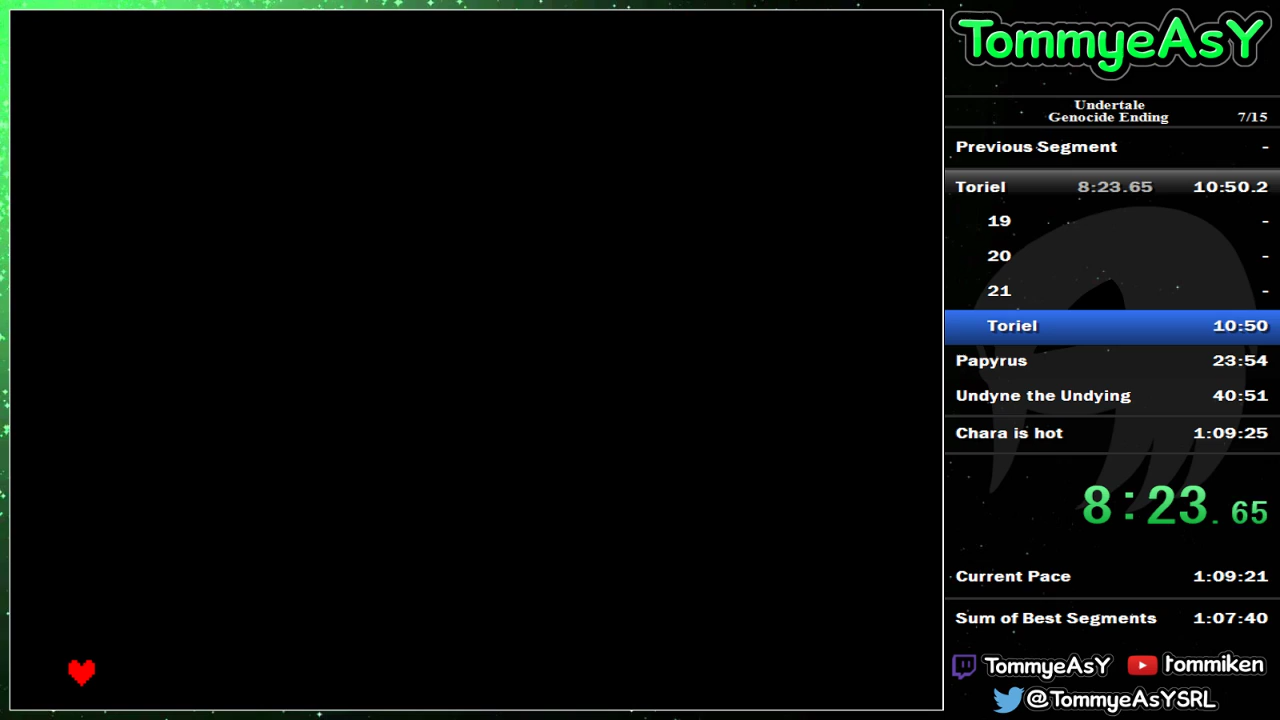 TommyeAsY
Undertale
Genocide Ending 7/15
Previous Segment -
Toriel 8:23.65 10:50.2
19 -
20 -
21 -
Toriel 10:50
Papyrus 23:54
Undyne the Undying 40:51
Chara is hot 1:09:25
8:23.65
Current Pace 1:09:21
Sum of Best Segments 1:07:40
TommyeAsY tommiken
@TommyeAsYSRL